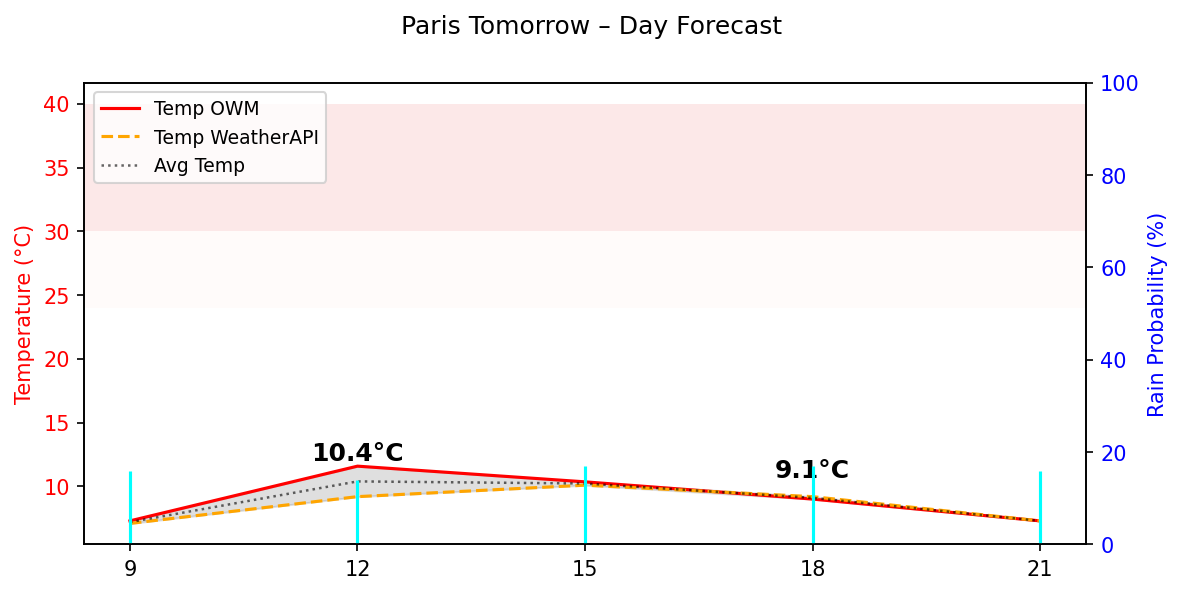 Paris Tomorrow – Day Forecast
Temp OWM
Temp WeatherAPI
Avg Temp
Temperature (°C)
40
35
30
25
20
15
10
10.4°C
9.1°C
100
80
60
40
20
0
Rain Probability (%)
9
12
15
18
21